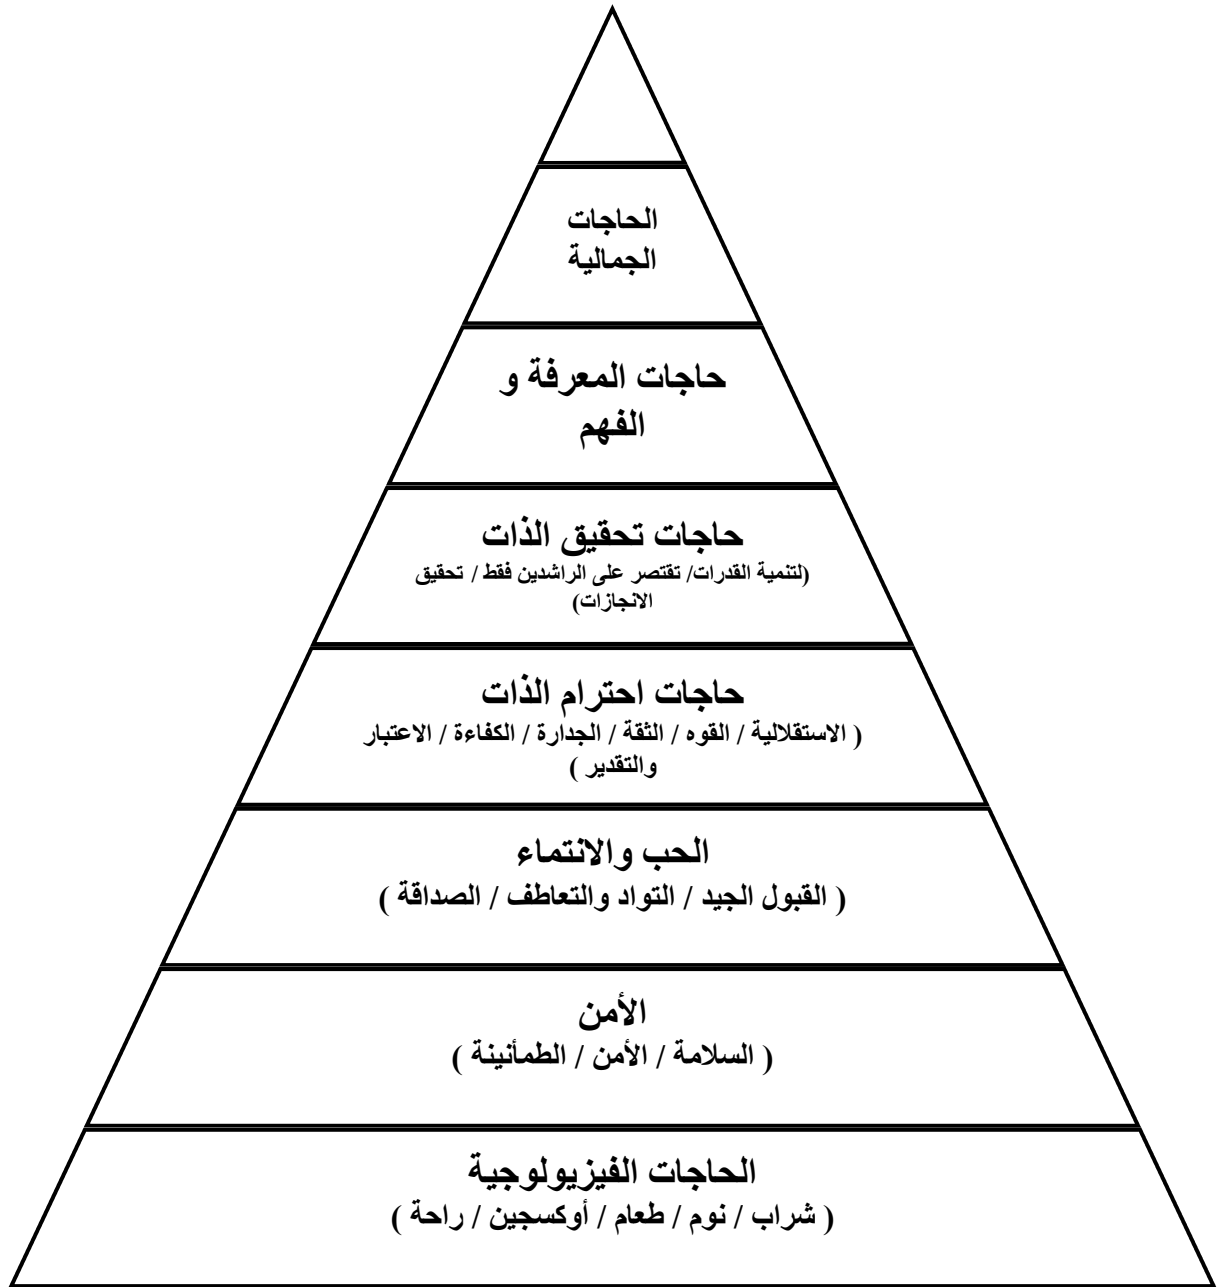 الحاجات
الجمالية
حاجات المعرفة و
الفهم
حاجات تحقيق الذات
(لتنمية القدرات/ تقتصر على الراشدين فقط / تحقيق
الانجازات)
حاجات احترام الذات
( الاستقلالية / القوه / الثقة / الجدارة / الكفاءة / الاعتبار
والتقدير )
الحب والانتماء
( القبول الجيد / التواد والتعاطف / الصداقة )
الأمن
( السلامة / الأمن / الطمأنينة )
الحاجات الفيزيولوجية
( شراب / نوم / طعام / أوكسجين / راحة )